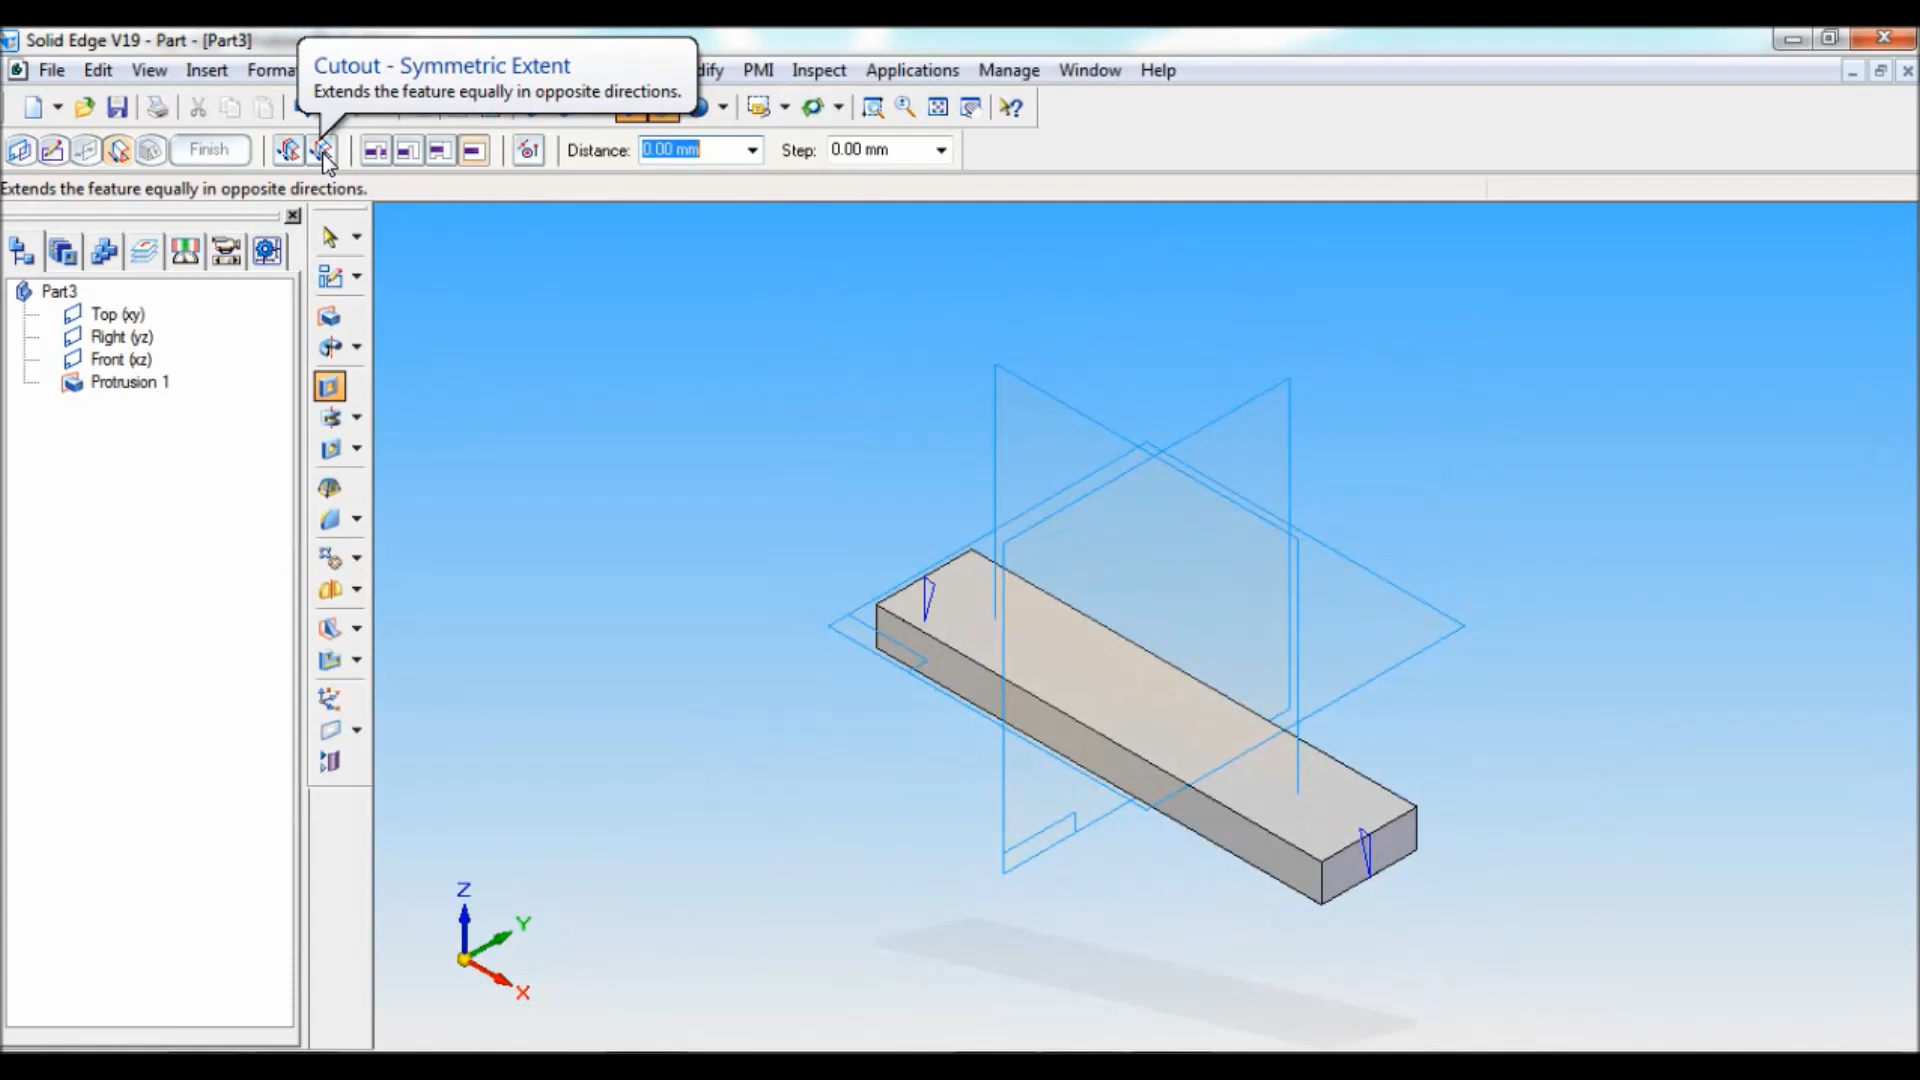 Solid Edge V19 - Part - [Part3]
Cutout - Symmetric Extent
Extends the feature equally in opposite directions.
File Edit View Insert Forma dify PMI Inspect Applications Manage Window Help
Finish Distance: 0.00 mm Step: 0.00 mm
Extends the feature equally in opposite directions.
Part3
Top (xy)
Right (yz)
Front (xz)
Protrusion 1
Z
Y
X